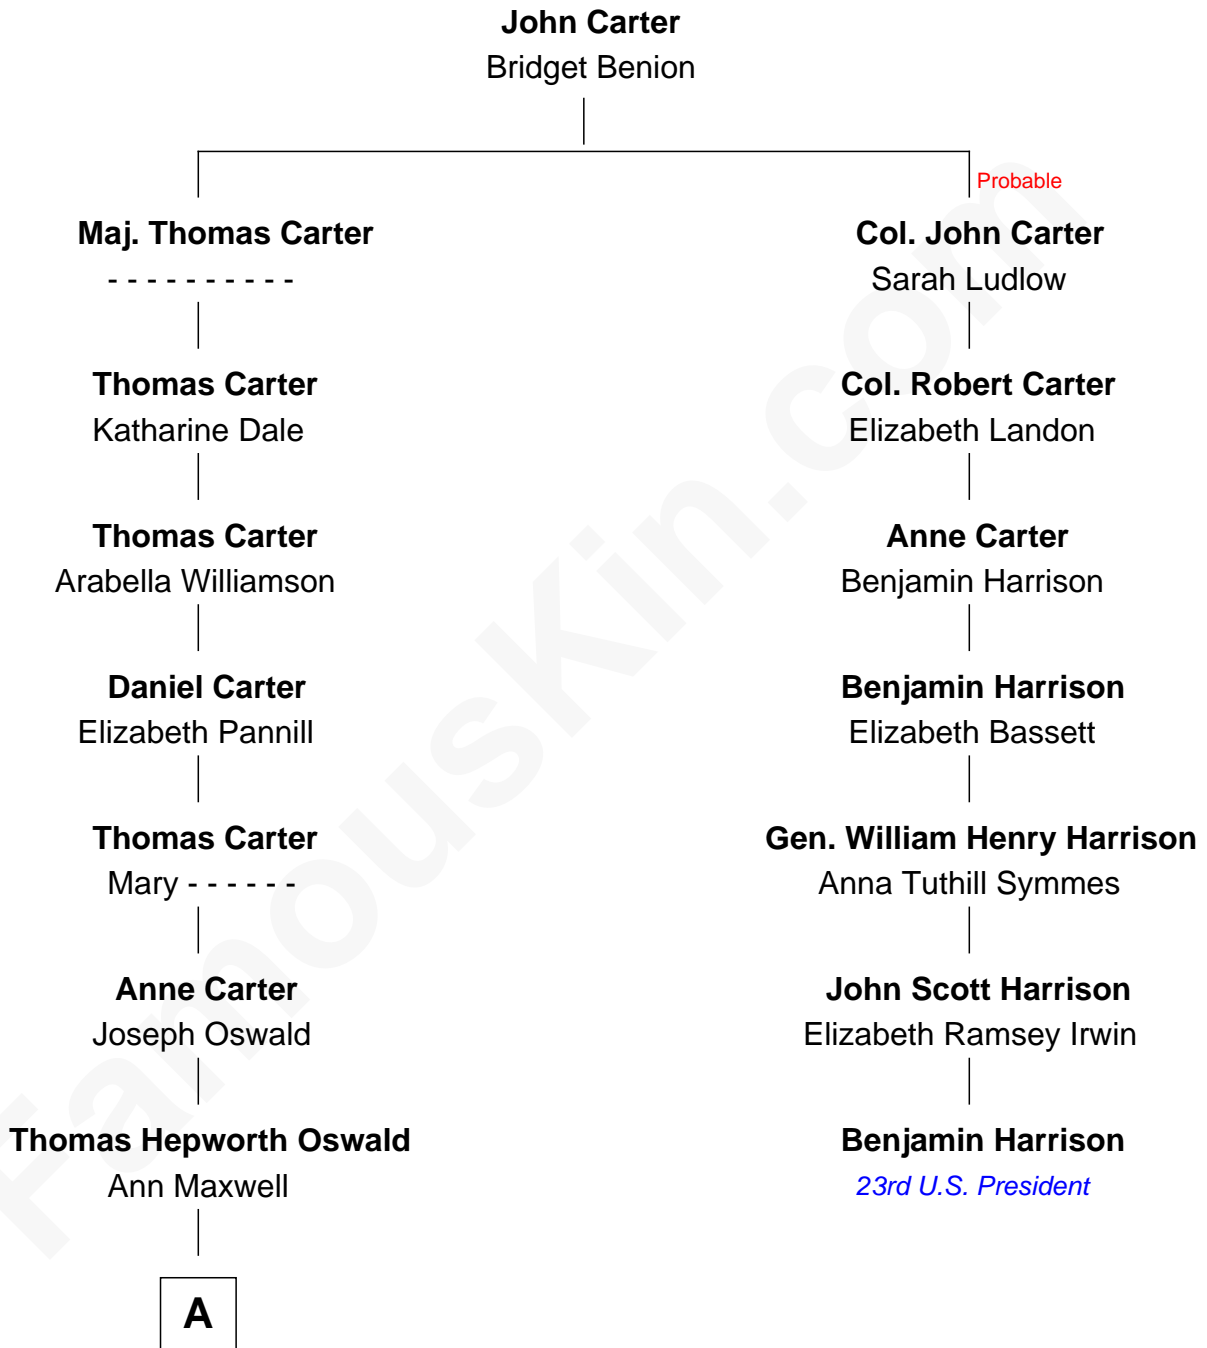 John Carter
Bridget Benion
Probable
Maj. Thomas Carter
- - - - - - - - - -
Col. John Carter
Sarah Ludlow
Thomas Carter
Katharine Dale
Col. Robert Carter
Elizabeth Landon
Thomas Carter
Arabella Williamson
Anne Carter
Benjamin Harrison
Daniel Carter
Elizabeth Pannill
Benjamin Harrison
Elizabeth Bassett
Thomas Carter
Mary - - - - - -
Gen. William Henry Harrison
Anna Tuthill Symmes
Anne Carter
Joseph Oswald
John Scott Harrison
Elizabeth Ramsey Irwin
Thomas Hepworth Oswald
Ann Maxwell
Benjamin Harrison
23rd U.S. President
A
FamousKin.com